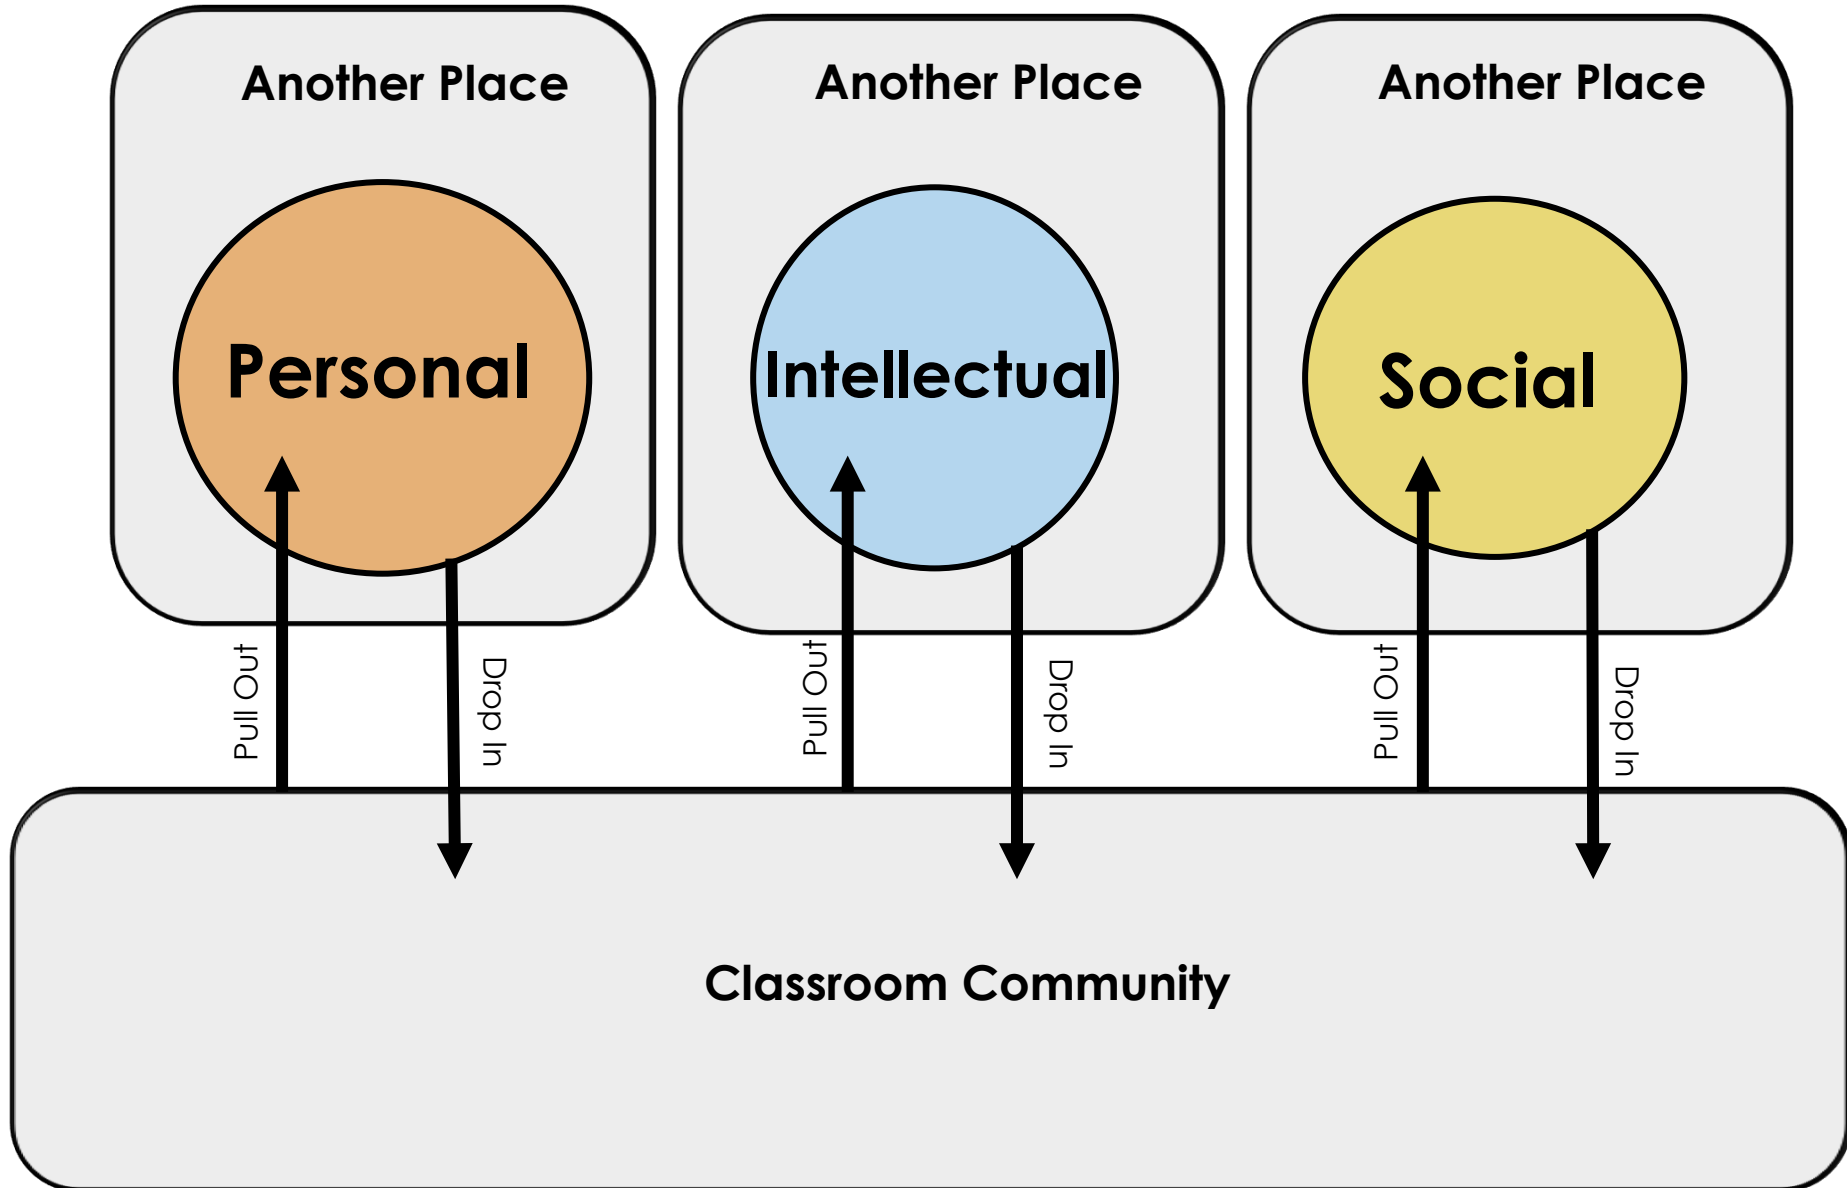 Another Place
Another Place
Another Place
Personal
Intellectual
Social
Pull Out
Drop In
Pull Out
Drop In
Pull Out
Drop In
Classroom Community